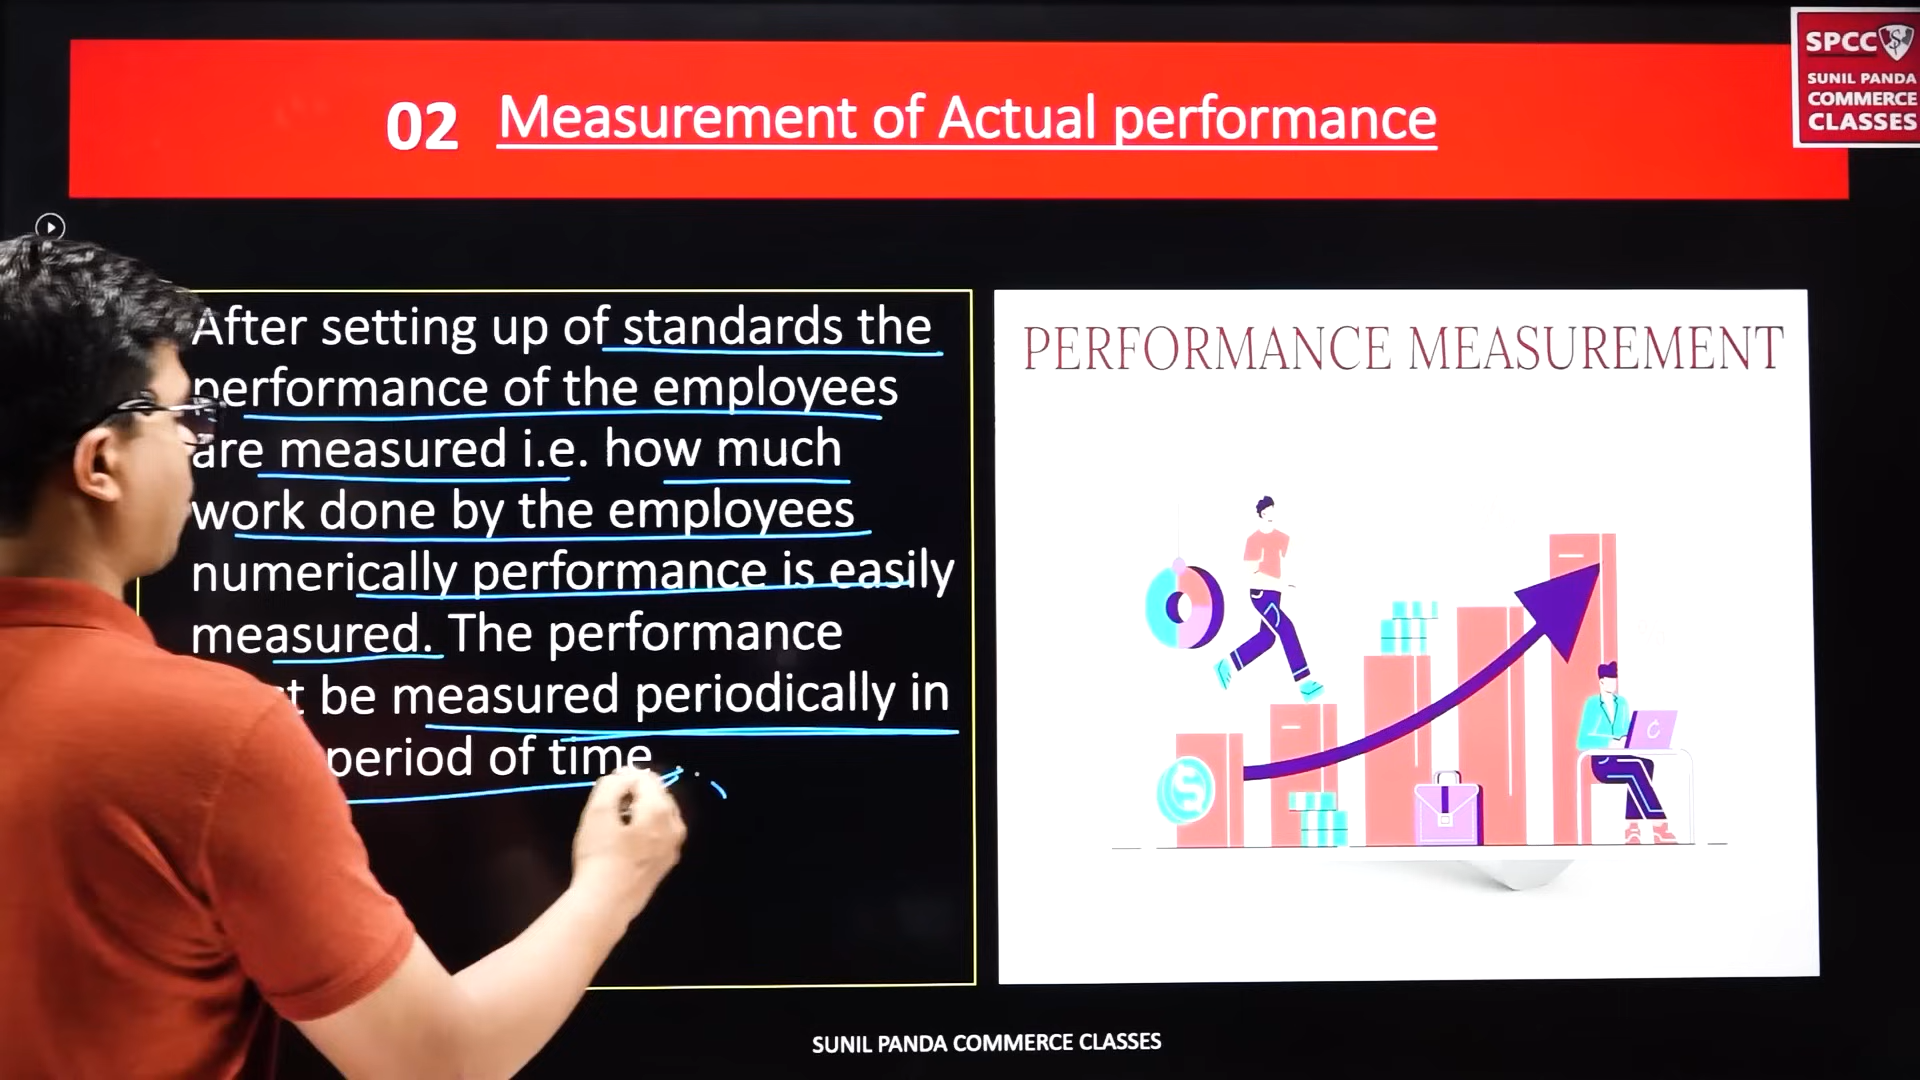 SPCC
SUNIL PANDA
COMMERCE
CLASSES
02 Measurement of Actual performance
After setting up of standards the
performance of the employees
are measured i.e. how much
work done by the employees
numerically performance is easily
measured. The performance
be measured periodically in
period of time
PERFORMANCE MEASUREMENT
SUNIL PANDA COMMERCE CLASSES